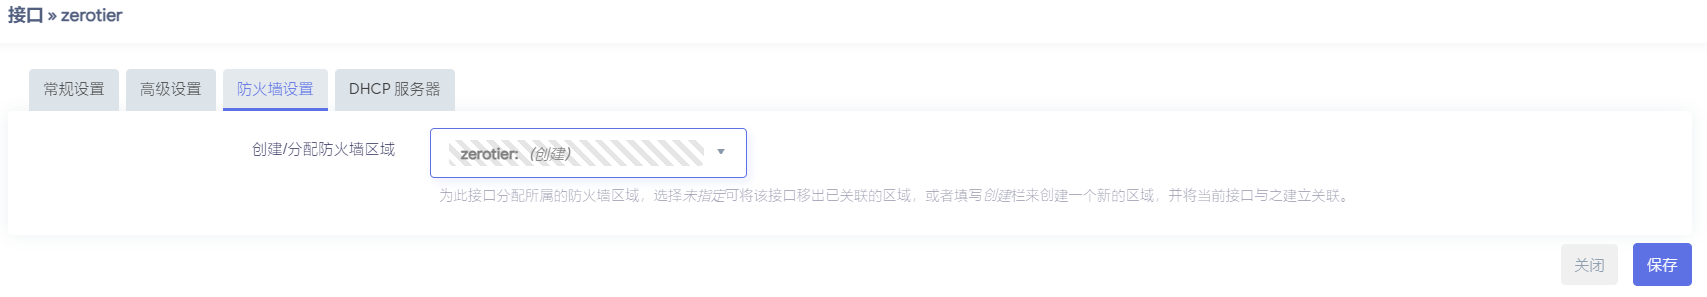 接口 » zerotier
常规设置 高级设置 防火墙设置 DHCP 服务器
创建/分配防火墙区域 zerotier: (创建)
为此接口分配所属的防火墙区域，选择未指定可将该接口移出已关联的区域，或者填写创建栏来创建一个新的区域，并将当前接口与之建立关联。
关闭 保存